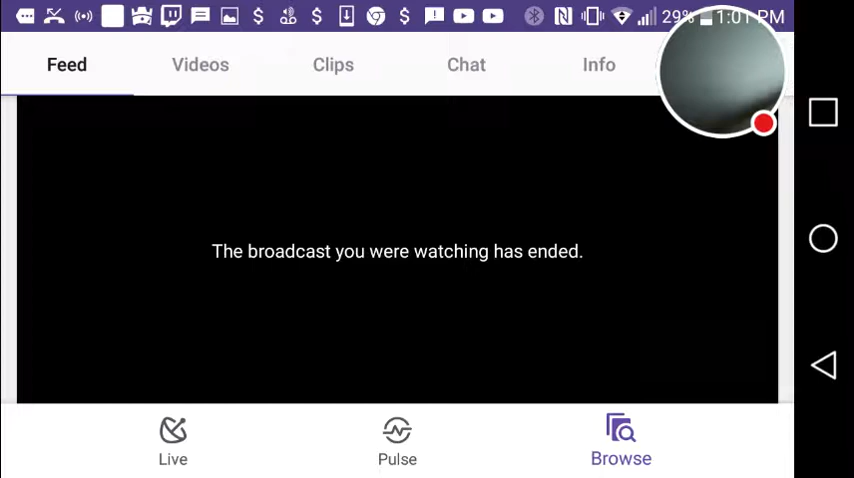 $ $ $ 29% 1:01 PM
Feed Videos Clips Chat Info
The broadcast you were watching has ended.
Live Pulse Browse